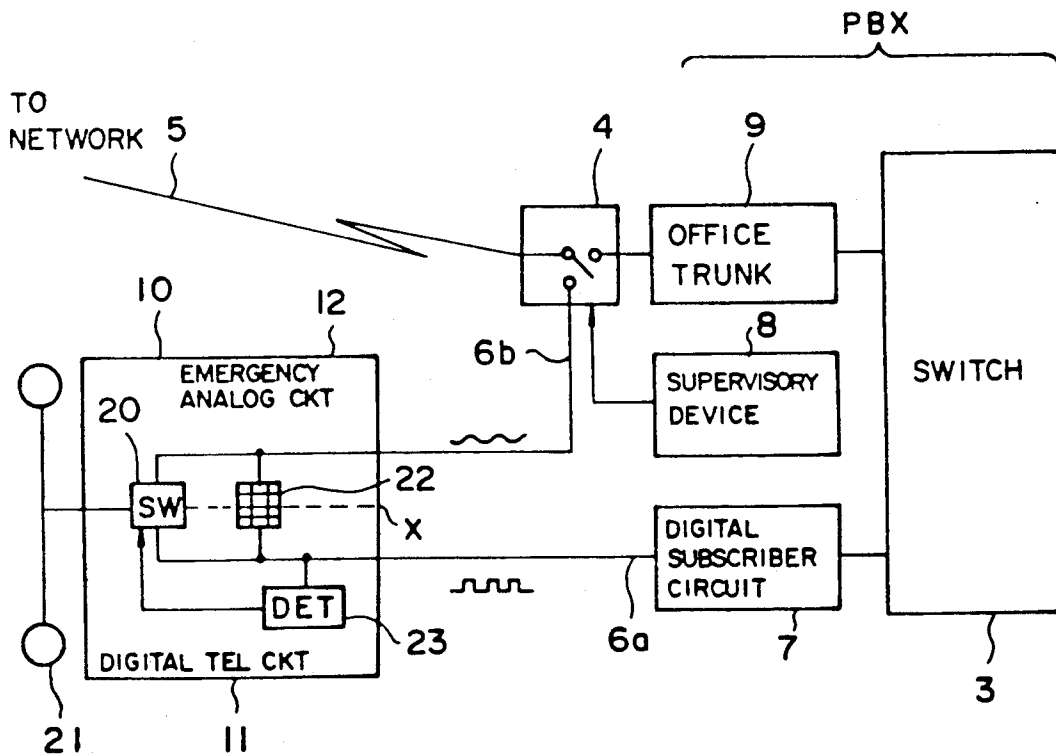 PBX
TO
NETWORK
5
4
9
OFFICE
TRUNK
10
12
6b
8
SUPERVISORY
DEVICE
SWITCH
EMERGENCY
ANALOG CKT
20
SW
22
X
DIGITAL
SUBSCRIBER
CIRCUIT
DET
23
6a
7
3
DIGITAL TEL CKT
21
11